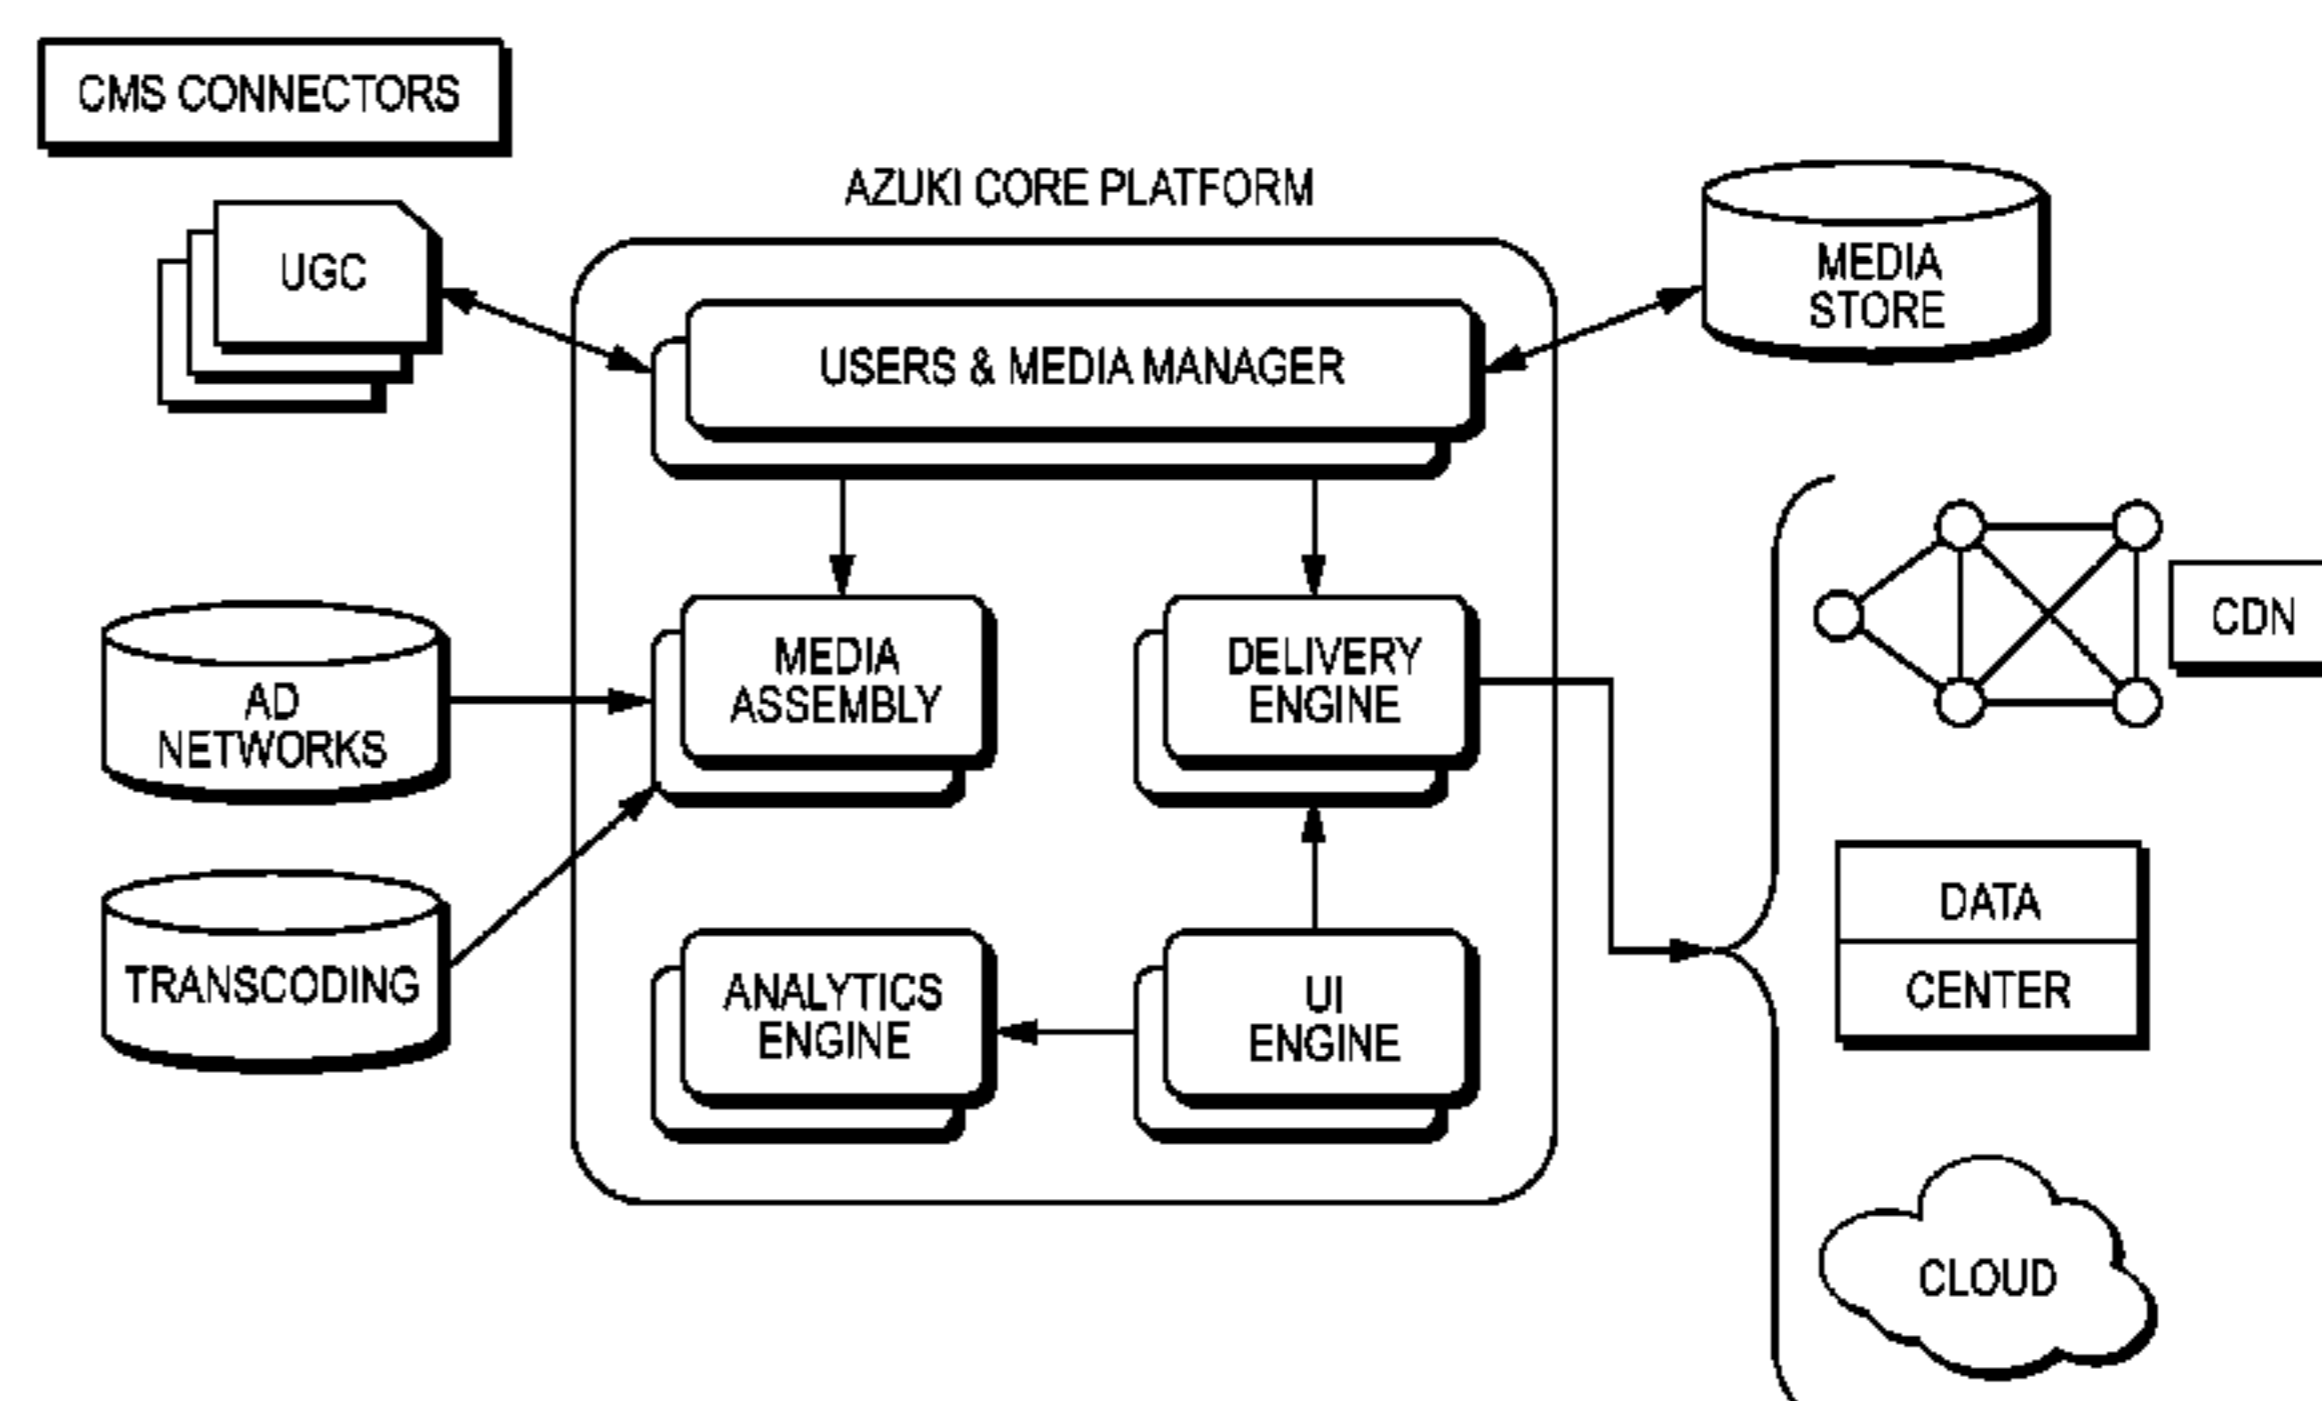 CMS CONNECTORS
AZUKI CORE PLATFORM
UGC
MEDIA
STORE
USERS & MEDIA MANAGER
CDN
MEDIA
ASSEMBLY
DELIVERY
ENGINE
AD
NETWORKS
DATA
CENTER
TRANSCODING
ANALYTICS
ENGINE
UI
ENGINE
CLOUD